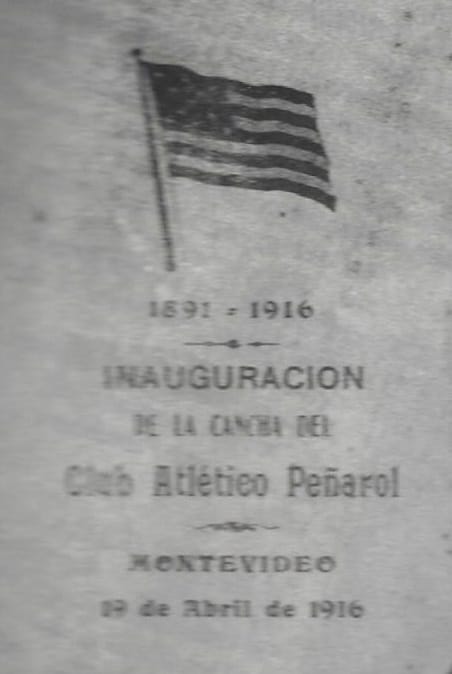 1891 = 1916
INAUGURACION
DE LA CANCHA DEL
Club Atlético Peñarol
MONTEVIDEO
19 de Abril de 1916